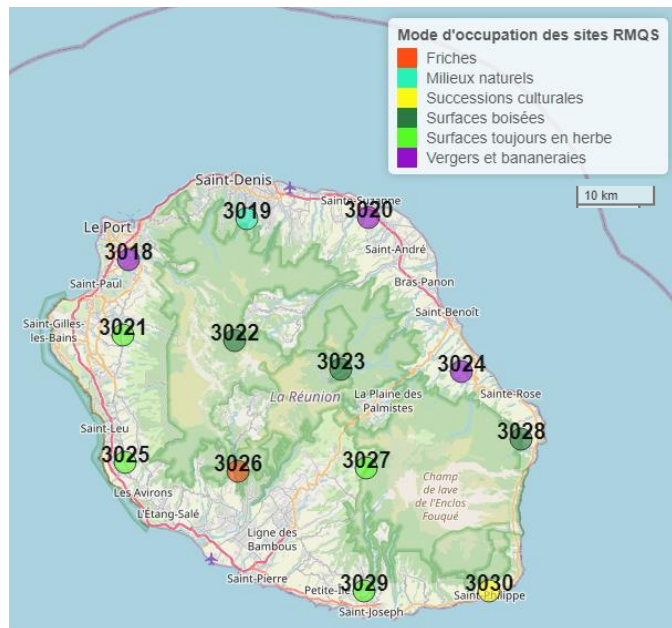 Mode d'occupation des sites RMQS
Friches
Milieux naturels
Successions culturales
Surfaces boisées
Surfaces toujours en herbe
Vergers et bananeraies
10 km
Saint-Denis
Sainte-Suzanne
3019
3020
Le Port
Saint-André
3018
Saint-Paul
Bras-Panon
Saint-Benoît
Saint-Gilles-
les-Bains
3021
3022
3023
3024
La Réunion
La Plaine des
Palmistes
Sainte-Rose
Saint-Leu
3028
3025
3026
3027
Les Avirons
Champ
de lave
de l'Enclos
Fouqué
L'Étang-Salé
Ligne des
Bambous
Saint-Pierre
Petite-Île
3029
3030
Saint-Philippe
Saint-Joseph